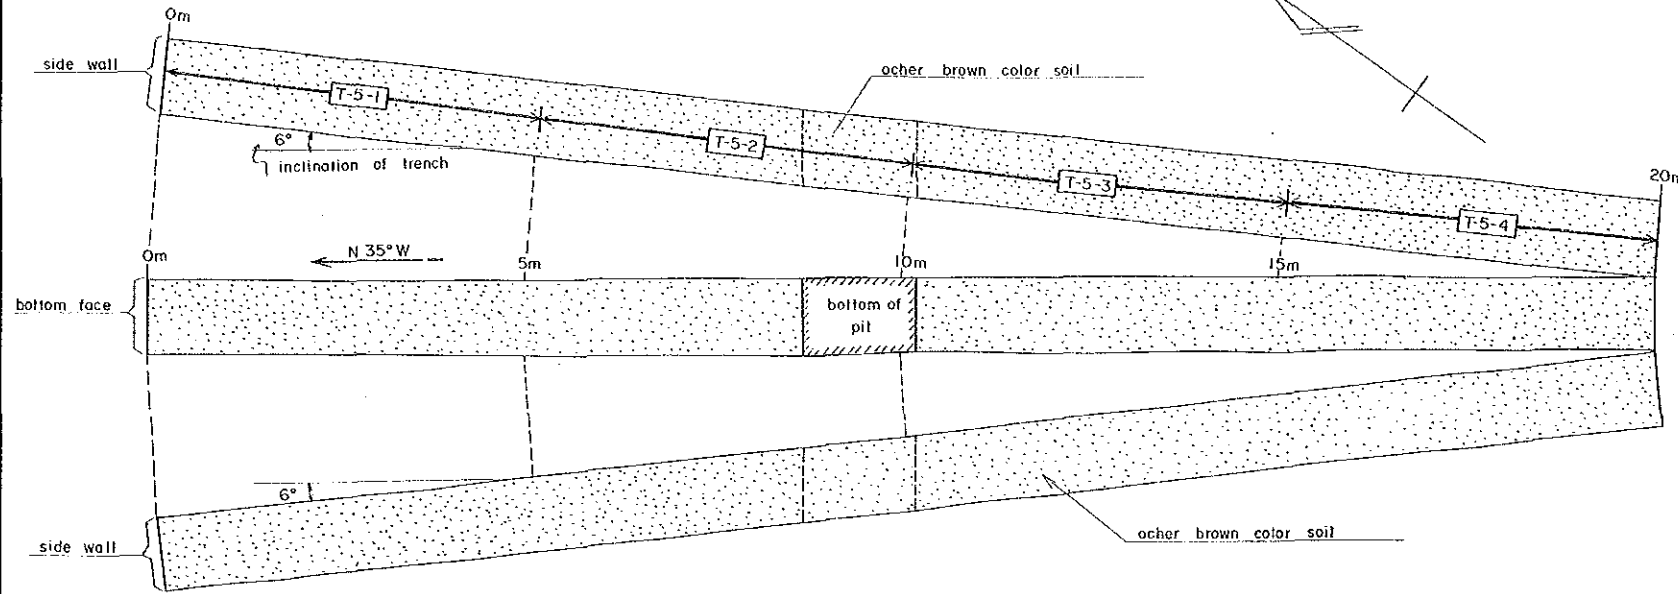 0m
side wall
T-5-1
ocher brown color soil
6°
inclination of trench
T-5-2
T-5-3
20m
T-5-4
0m
N 35° W
5m
10m
15m
bottom face
bottom of
pit
6°
side wall
ocher brown color soil